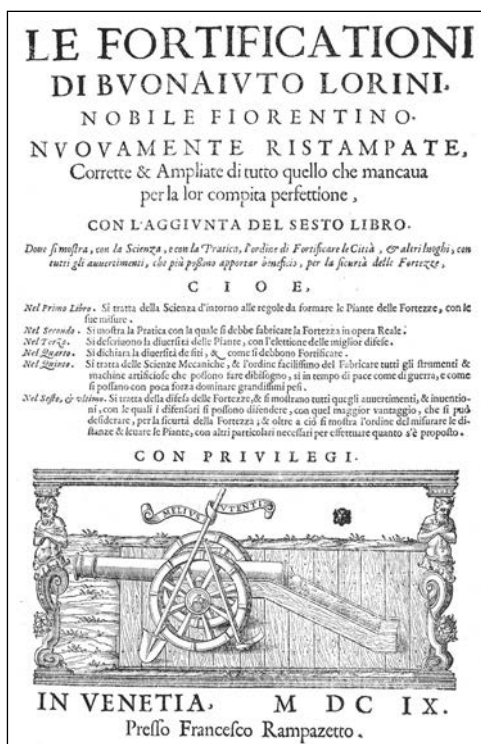 LE FORTIFICATIONI
DI BVONAIVTO LORINI.
NOBILE FIORENTINO.
NVOVAMENTE RISTAMPATE,
Corrette & Ampliate di tutto quello che mancaua
per la lor compita perfettione,
CON L'AGGIVNTA DEL SESTO LIBRO.
Doue si mostra, con la Scienza, e con la Pratica, l'ordine di Fortificare le Città, & altri luoghi, con
tutti gli auuertimenti, che più possono apportar beneficio, per la sicurtà delle Fortezze,
CIOE,
Nel Primo Libro. Si tratta della Scienza d'intorno alle regole da formare le Piante delle Fortezze, con le
sue misure.
Nel Secondo. Si mostra la Pratica con la quale si debbe fabricare la Fortezza in opera Reale.
Nel Terzo. Si descriuono la diuersità delle Piante, con l'elettione delle miglior difese.
Nel Quarto. Si dichiara la diuersità de siti, & come si debbono Fortificare.
Nel Quinto. Si tratta delle Scienze Mecaniche, & l'ordine facilissimo del Fabricare tutti gli strumenti &
machine artificiose che possono fare dibisogno, sì in tempo di pace come di guerra, e come
si possano con poca forza dominare grandissimi pesi.
Nel Sesto, & vltimo. Si tratta della difesa delle Fortezze, & si mostrano tutti quegli auuertimenti, & inuentio-
ni, con le quali i difensori si possono difendere, con quel maggior vantaggio, che si può
desiderare, per la sicurtà della Fortezza; & oltre a ciò si mostra l'ordine del misurare le di-
stanze & leuare le Piante, con altri particolari necessari per effettuare quanto s'è proposto.
CON PRIVILEGI.
MELIVS VTENTI
IN VENETIA, M DC IX.
Presso Francesco Rampazetto.